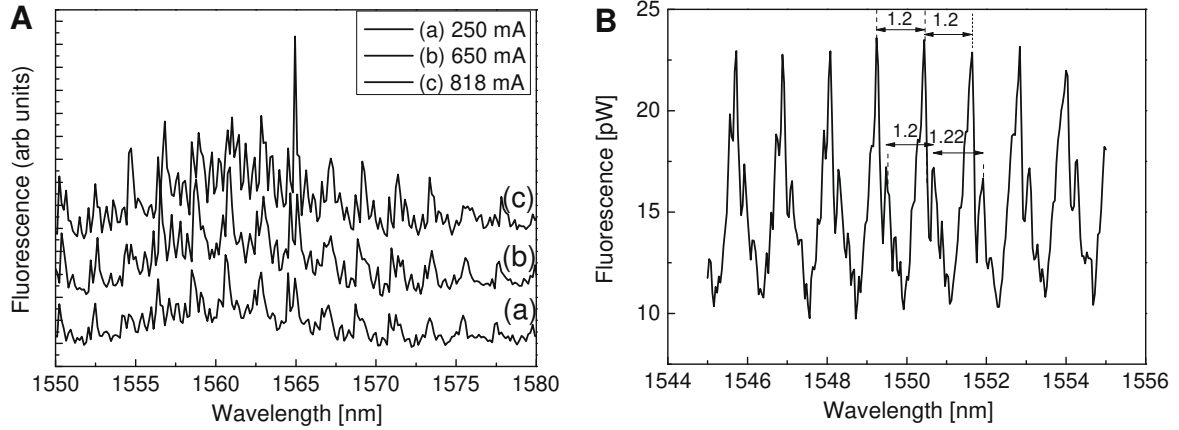 A
(a) 250 mA
(b) 650 mA
(c) 818 mA
Fluorescence (arb units)
(c)
(b)
(a)
1550 1555 1560 1565 1570 1575 1580
Wavelength [nm]
B
25
20
15
10
Fluorescence [pW]
1.2 1.2
1.2 1.22
1544 1546 1548 1550 1552 1554 1556
Wavelength [nm]